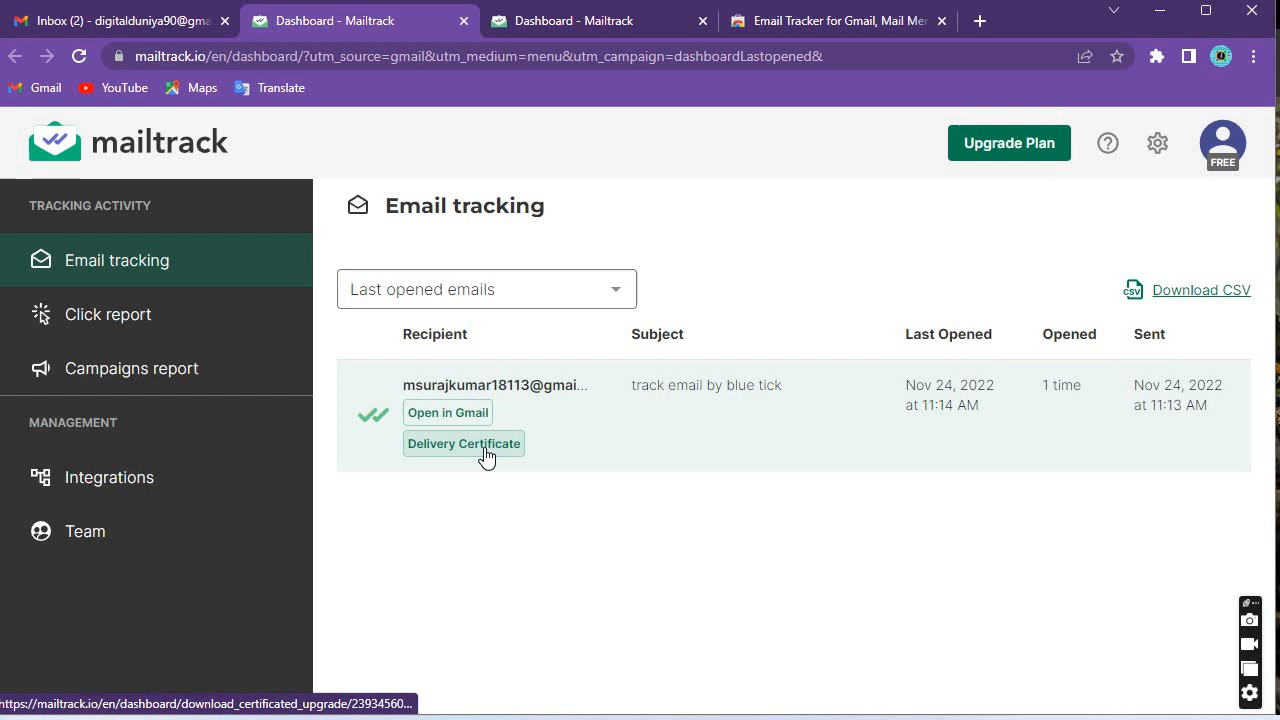 Inbox (2) - digitalduniya90@gma
Dashboard - Mailtrack
Dashboard - Mailtrack
Email Tracker for Gmail, Mail Mer
mailtrack.io/en/dashboard/?utm_source=gmail&utm_medium=menu&utm_campaign=dashboardLastopened&
Gmail YouTube Maps Translate
mailtrack
Upgrade Plan
FREE
TRACKING ACTIVITY
Email tracking
Click report
Campaigns report
MANAGEMENT
Integrations
Team
Email tracking
Last opened emails
CSV Download CSV
Recipient Subject Last Opened Opened Sent
msurajkumar18113@gmai... track email by blue tick Nov 24, 2022 1 time Nov 24, 2022
at 11:14 AM at 11:13 AM
Open in Gmail
Delivery Certificate
https://mailtrack.io/en/dashboard/download_certificated_upgrade/23934560...